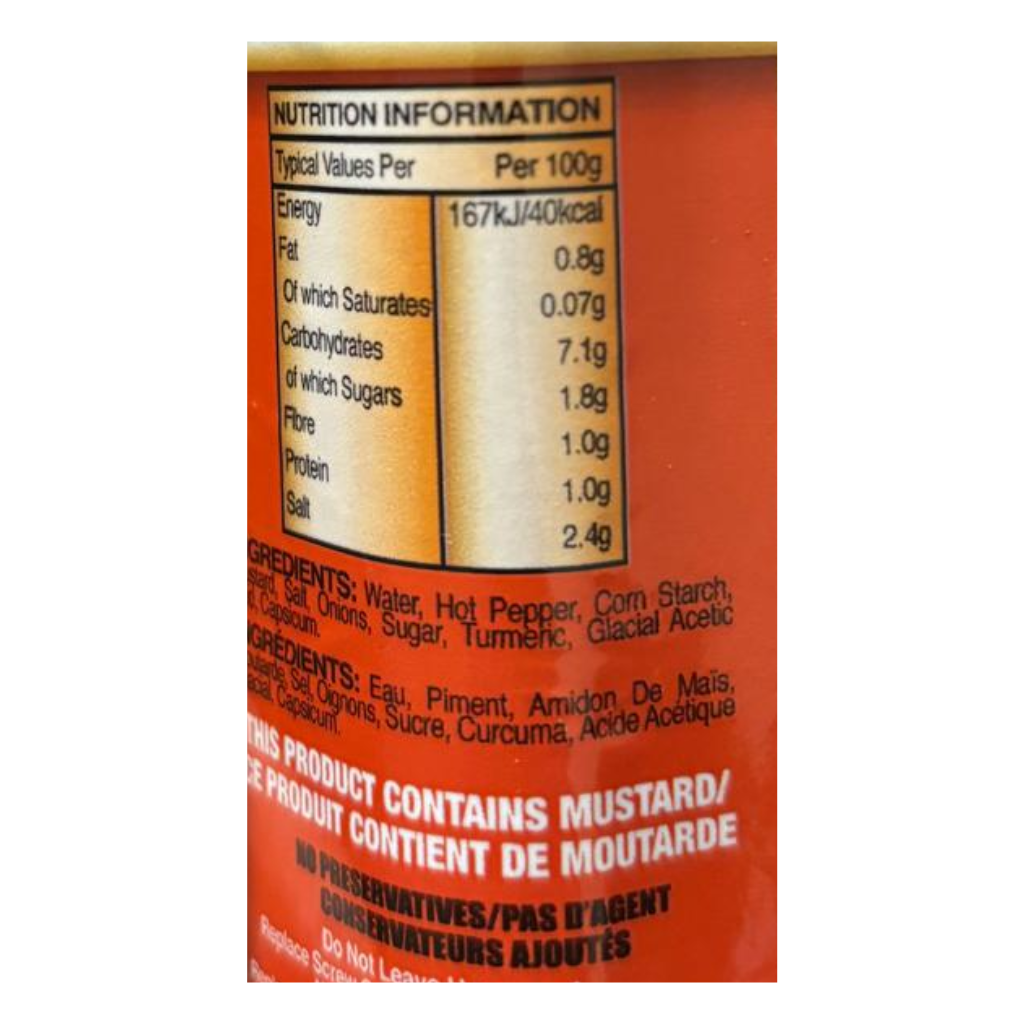 NUTRITION INFORMATION
Typical Values Per Per 100g
Energy 167kJ/40kcal
Fat 0.8g
Of which Saturates 0.07g
Carbohydrates 7.1g
of which Sugars 1.8g
Fibre 1.0g
Protein 1.0g
Salt 2.4g
GREDIENTS: Water, Hot Pepper, Corn Starch,
stard, Salt, Onions, Sugar, Turmeric, Glacial Acetic
d, Capsicum.
GRÉDIENTS: Eau, Piment, Amidon De Maïs,
outarde, Sel, Oignons, Sucre, Curcuma, Acide Acétique
acial, Capsicum.
THIS PRODUCT CONTAINS MUSTARD/
CE PRODUIT CONTIENT DE MOUTARDE
NO PRESERVATIVES/PAS D'AGENT
CONSERVATEURS AJOUTÉS
Do Not Leave
Replace Screw